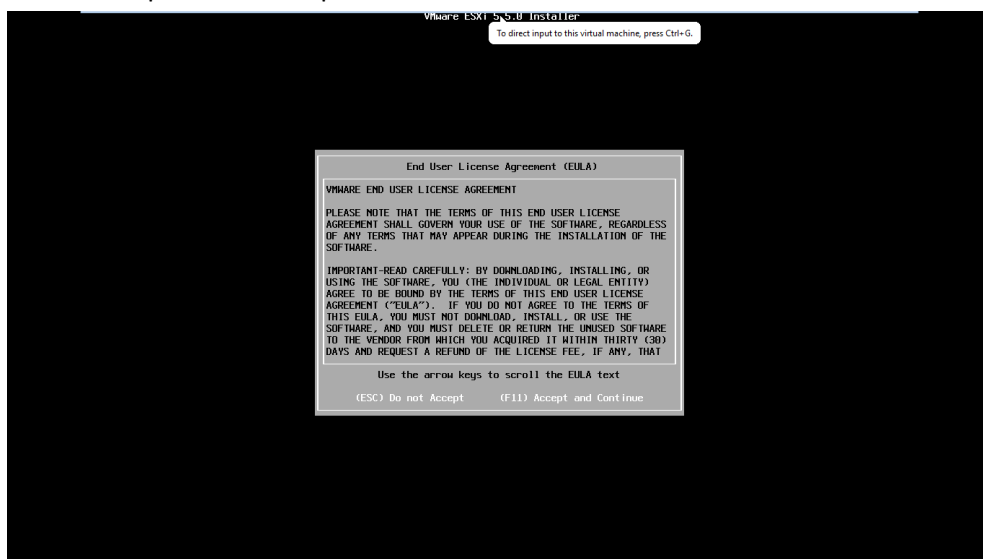 VMware ESXi 5.5.0 Installer
To direct input to this virtual machine, press Ctrl+G.
End User License Agreement (EULA)
VMWARE END USER LICENSE AGREEMENT
PLEASE NOTE THAT THE TERMS OF THIS END USER LICENSE
AGREEMENT SHALL GOVERN YOUR USE OF THE SOFTWARE, REGARDLESS
OF ANY TERMS THAT MAY APPEAR DURING THE INSTALLATION OF THE
SOFTWARE.
IMPORTANT-READ CAREFULLY: BY DOWNLOADING, INSTALLING, OR
USING THE SOFTWARE, YOU (THE INDIVIDUAL OR LEGAL ENTITY)
AGREE TO BE BOUND BY THE TERMS OF THIS END USER LICENSE
AGREEMENT ("EULA"). IF YOU DO NOT AGREE TO THE TERMS OF
THIS EULA, YOU MUST NOT DOWNLOAD, INSTALL, OR USE THE
SOFTWARE, AND YOU MUST DELETE OR RETURN THE UNUSED SOFTWARE
TO THE VENDOR FROM WHICH YOU ACQUIRED IT WITHIN THIRTY (30)
DAYS AND REQUEST A REFUND OF THE LICENSE FEE, IF ANY, THAT
Use the arrow keys to scroll the EULA text
(ESC) Do not Accept (F11) Accept and Continue